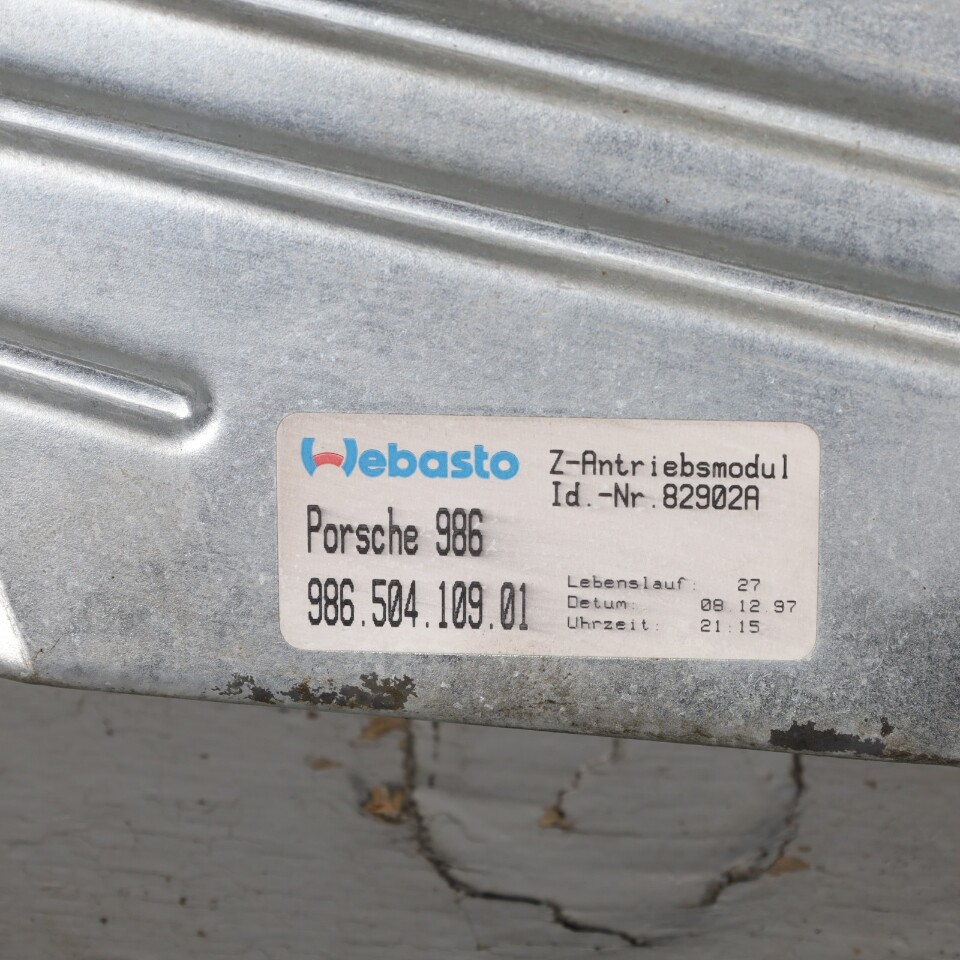 Webasto
Z-Antriebsmodul
Id.-Nr.82902A
Porsche 986
986.504.109.01
Lebenslauf: 27
Detum: 08.12.97
Uhrzeit: 21:15